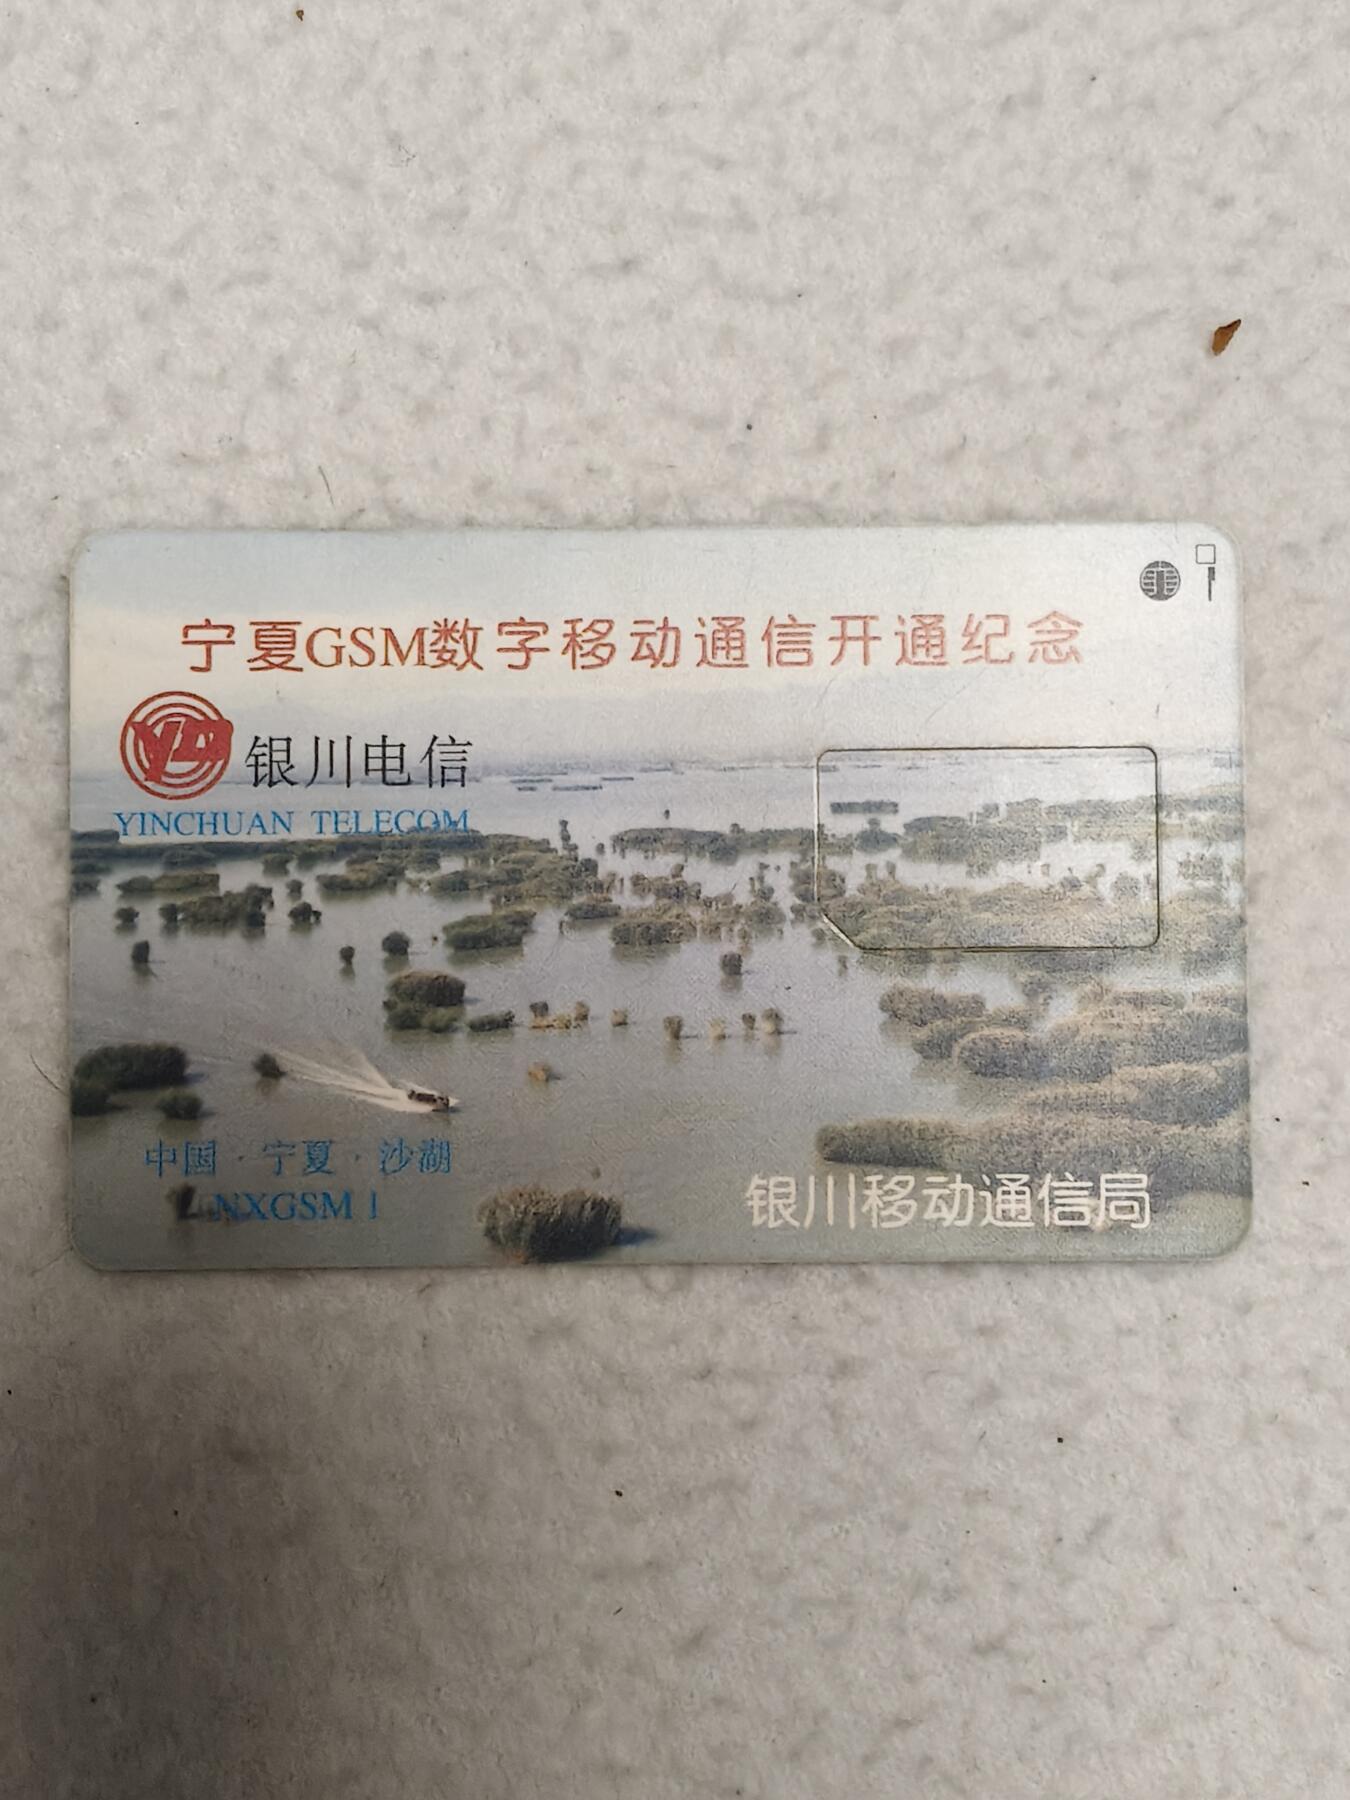 宁夏GSM数字移动通信开通纪念
银川电信
YINCHUAN TELECOM
中国·宁夏·沙湖
NXGSM 1
银川移动通信局